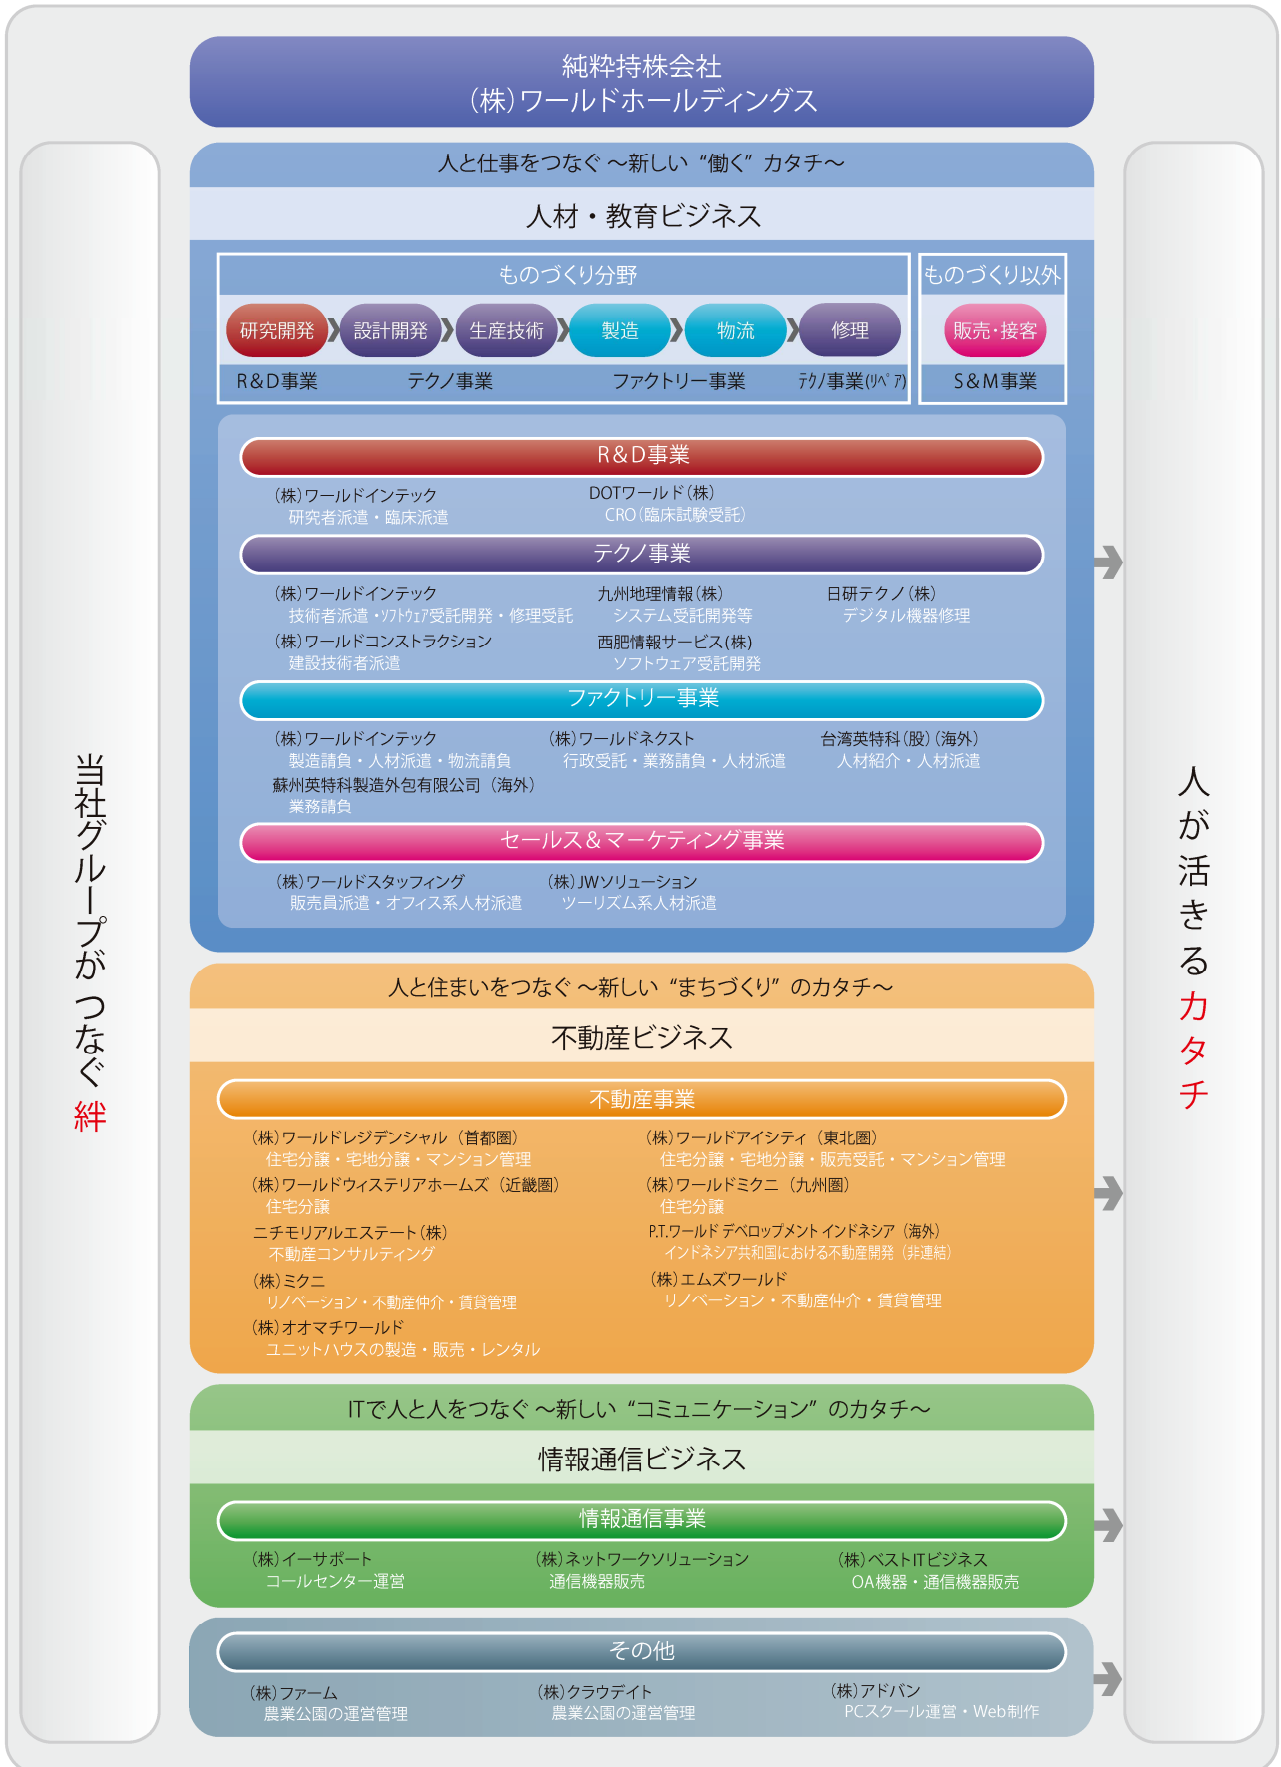 純粋持株会社
（株）ワールドホールディングス
人と仕事をつなぐ ～新しい “働く” カタチ～
人材・教育ビジネス
ものづくり分野
ものづくり以外
研究開発
設計開発
生産技術
製造
物流
修理
販売・接客
R＆D事業
テクノ事業
ファクトリー事業
ﾃｸﾉ事業(ﾘﾍﾟｱ)
S＆M事業
R＆D事業
（株）ワールドインテック
研究者派遣・臨床派遣
DOTワールド（株）
CRO（臨床試験受託）
テクノ事業
（株）ワールドインテック
技術者派遣・ｿﾌﾄｳｪｱ受託開発・修理受託
九州地理情報（株）
システム受託開発等
日研テクノ（株）
デジタル機器修理
（株）ワールドコンストラクション
建設技術者派遣
西肥情報サービス(株)
ソフトウェア受託開発
ファクトリー事業
（株）ワールドインテック
製造請負・人材派遣・物流請負
（株）ワールドネクスト
行政受託・業務請負・人材派遣
台湾英特科（股）（海外）
人材紹介・人材派遣
蘇州英特科製造外包有限公司（海外）
業務請負
セールス＆マーケティング事業
（株）ワールドスタッフィング
販売員派遣・オフィス系人材派遣
（株）JWソリューション
ツーリズム系人材派遣
人と住まいをつなぐ ～新しい “まちづくり” のカタチ～
不動産ビジネス
不動産事業
（株）ワールドレジデンシャル（首都圏）
住宅分譲・宅地分譲・マンション管理
（株）ワールドアイシティ（東北圏）
住宅分譲・宅地分譲・販売受託・マンション管理
（株）ワールドウィステリアホームズ（近畿圏）
住宅分譲
（株）ワールドミクニ（九州圏）
住宅分譲
ニチモリアルエステート（株）
不動産コンサルティング
P.T.ワールド デベロップメント インドネシア（海外）
インドネシア共和国における不動産開発（非連結）
（株）ミクニ
リノベーション・不動産仲介・賃貸管理
（株）エムズワールド
リノベーション・不動産仲介・賃貸管理
（株）オオマチワールド
ユニットハウスの製造・販売・レンタル
ITで人と人をつなぐ ～新しい “コミュニケーション” のカタチ～
情報通信ビジネス
情報通信事業
（株）イーサポート
コールセンター運営
（株）ネットワークソリューション
通信機器販売
（株）ベストITビジネス
OA機器・通信機器販売
その他
（株）ファーム
農業公園の運営管理
（株）クラウデイト
農業公園の運営管理
（株）アドバン
PCスクール運営・Web制作
当社グループがつなぐ絆
人が活きるカタチ